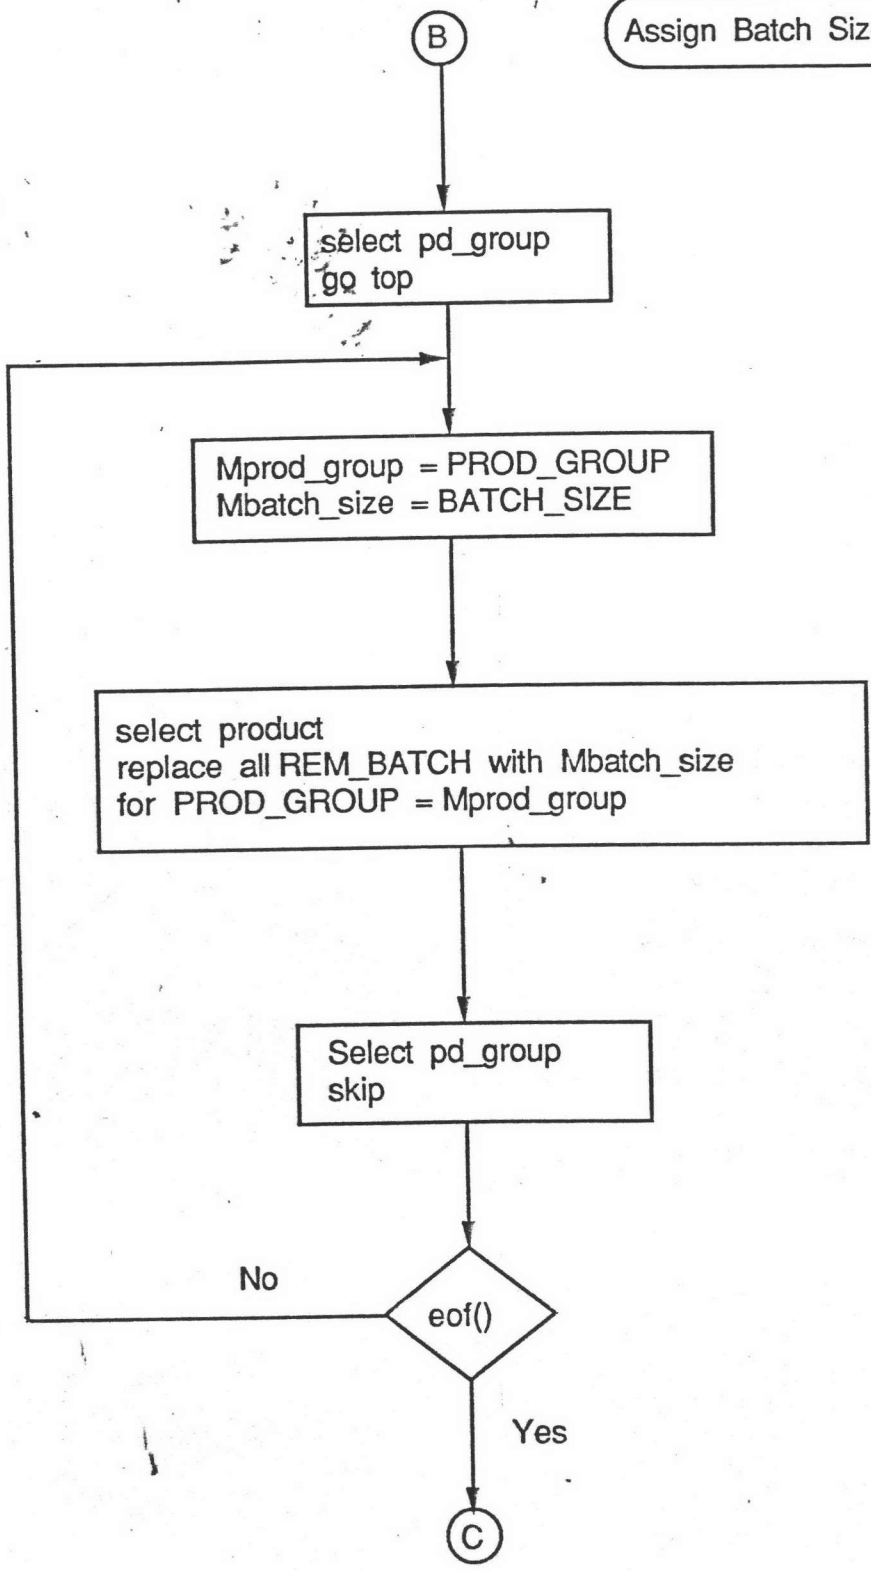 B
Assign Batch Siz
select pd_group
go top
Mprod_group = PROD_GROUP
Mbatch_size = BATCH_SIZE
select product
replace all REM_BATCH with Mbatch_size
for PROD_GROUP = Mprod_group
Select pd_group
skip
No
eof()
Yes
C